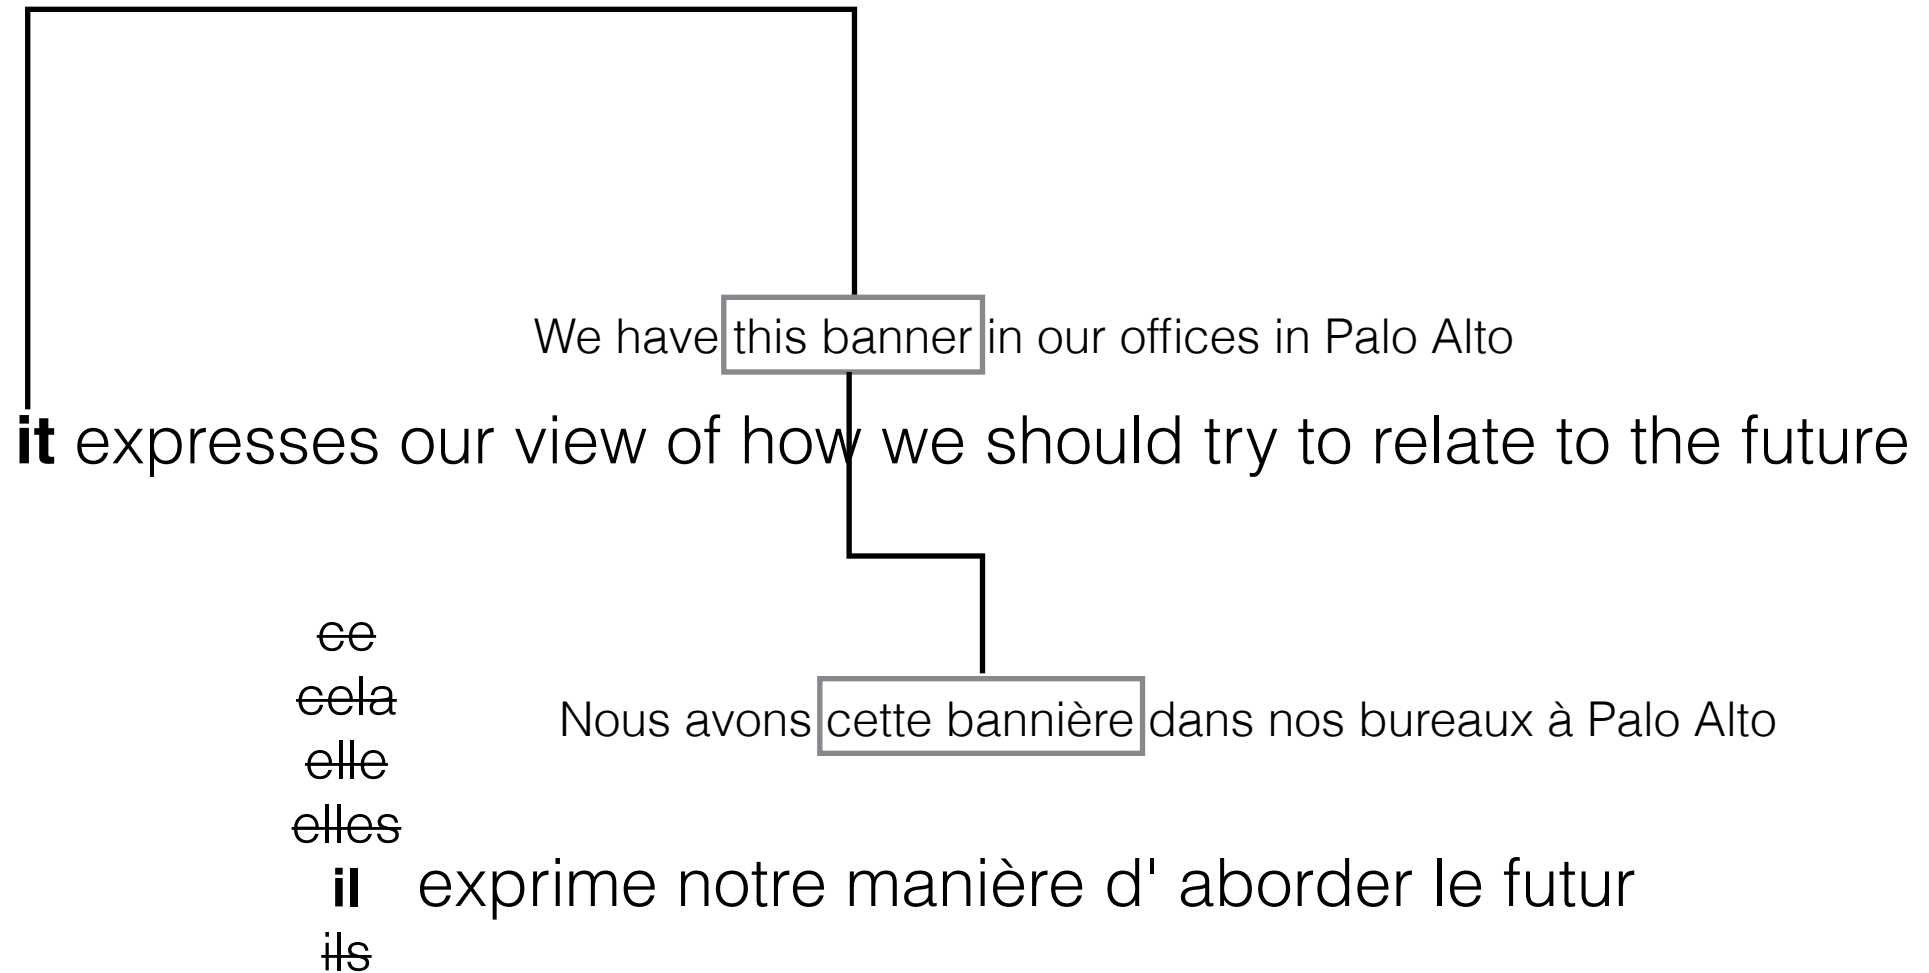 We have this banner in our offices in Palo Alto
it expresses our view of how we should try to relate to the future
ce
cela
Nous avons cette bannière dans nos bureaux à Palo Alto
elle
elles
il exprime notre manière d' aborder le futur
ils